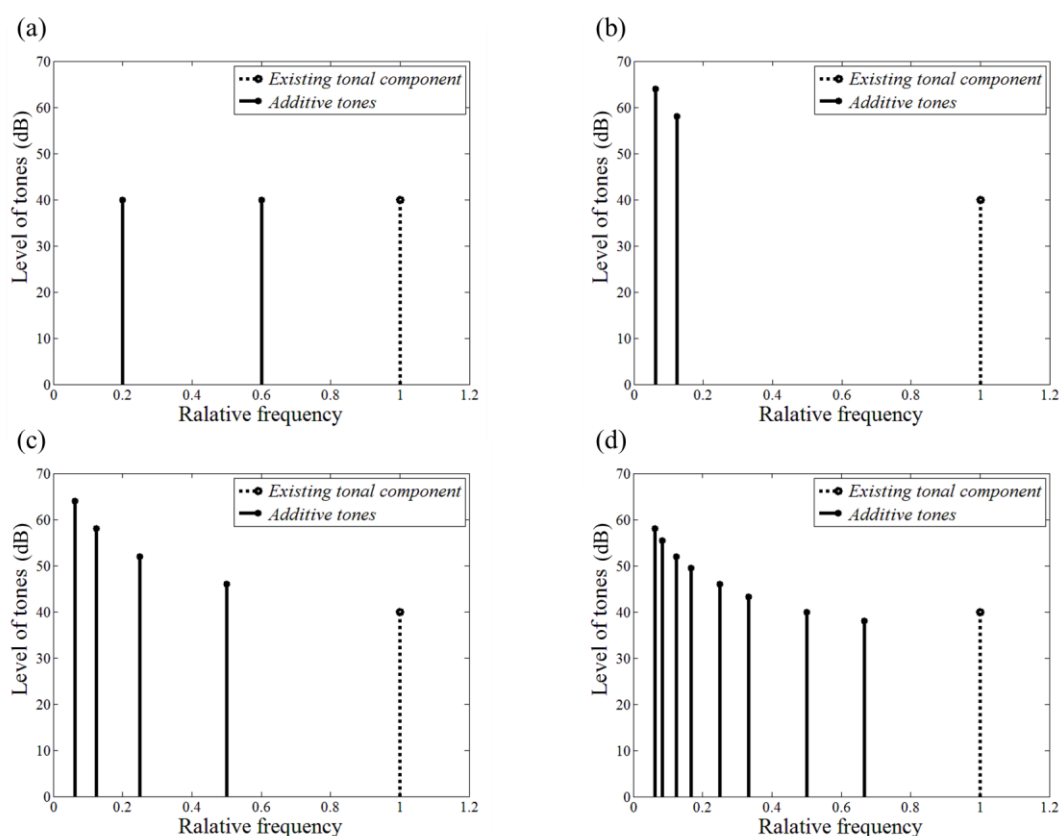 (a)
Level of tones (dB)
70
60
50
40
30
20
10
0
Existing tonal component
Additive tones
0 0.2 0.4 0.6 0.8 1 1.2
Ralative frequency
(b)
Level of tones (dB)
70
60
50
40
30
20
10
0
Existing tonal component
Additive tones
0 0.2 0.4 0.6 0.8 1 1.2
Ralative frequency
(c)
Level of tones (dB)
70
60
50
40
30
20
10
0
Existing tonal component
Additive tones
0 0.2 0.4 0.6 0.8 1 1.2
Ralative frequency
(d)
Level of tones (dB)
70
60
50
40
30
20
10
0
Existing tonal component
Additive tones
0 0.2 0.4 0.6 0.8 1 1.2
Ralative frequency